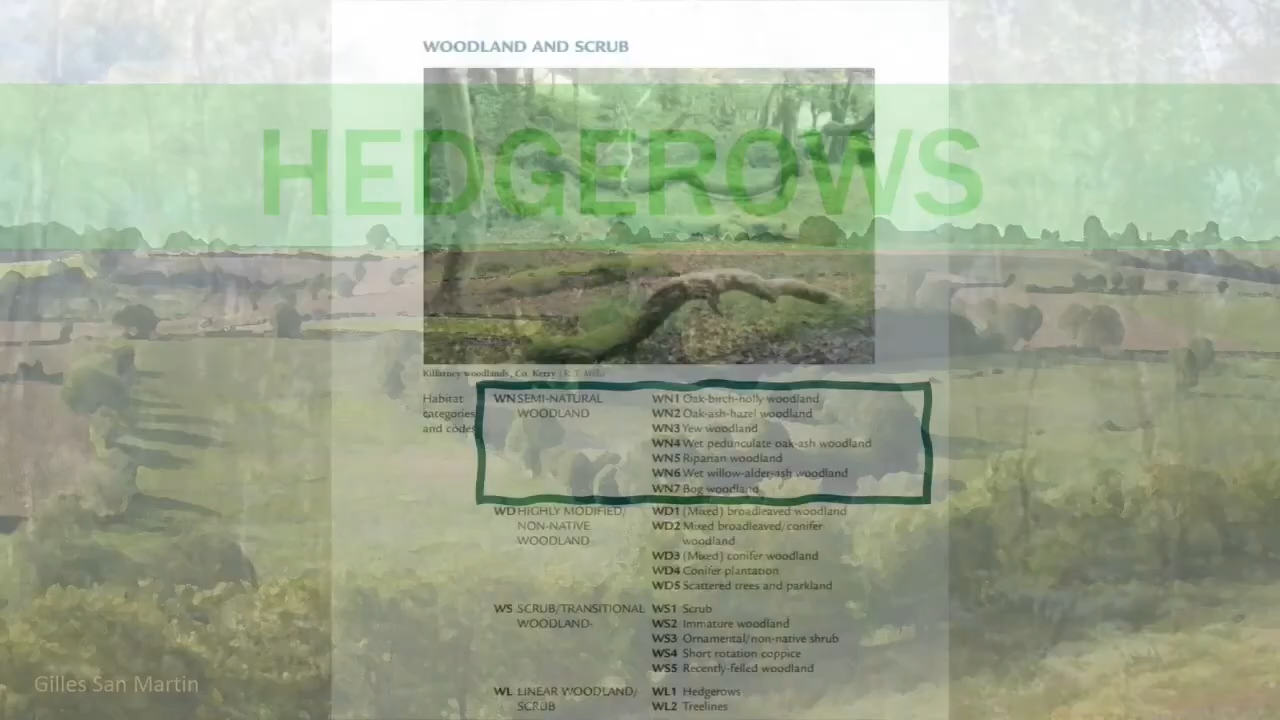 WOODLAND AND SCRUB
HEDGEROWS
Killarney woodlands, Co. Kerry | R. T. Mills
Habitat
categories
and codes
WN SEMI-NATURAL
WOODLAND
WN1 Oak-birch-holly woodland
WN2 Oak-ash-hazel woodland
WN3 Yew woodland
WN4 Wet pedunculate oak-ash woodland
WN5 Riparian woodland
WN6 Wet willow-alder-ash woodland
WN7 Bog woodland
WD HIGHLY MODIFIED/
NON-NATIVE
WOODLAND
WD1 (Mixed) broadleaved woodland
WD2 Mixed broadleaved/conifer
woodland
WD3 (Mixed) conifer woodland
WD4 Conifer plantation
WD5 Scattered trees and parkland
WS SCRUB/TRANSITIONAL
WOODLAND-
WS1 Scrub
WS2 Immature woodland
WS3 Ornamental/non-native shrub
WS4 Short rotation coppice
WS5 Recently-felled woodland
WL LINEAR WOODLAND/
SCRUB
WL1 Hedgerows
WL2 Treelines
Gilles San Martin